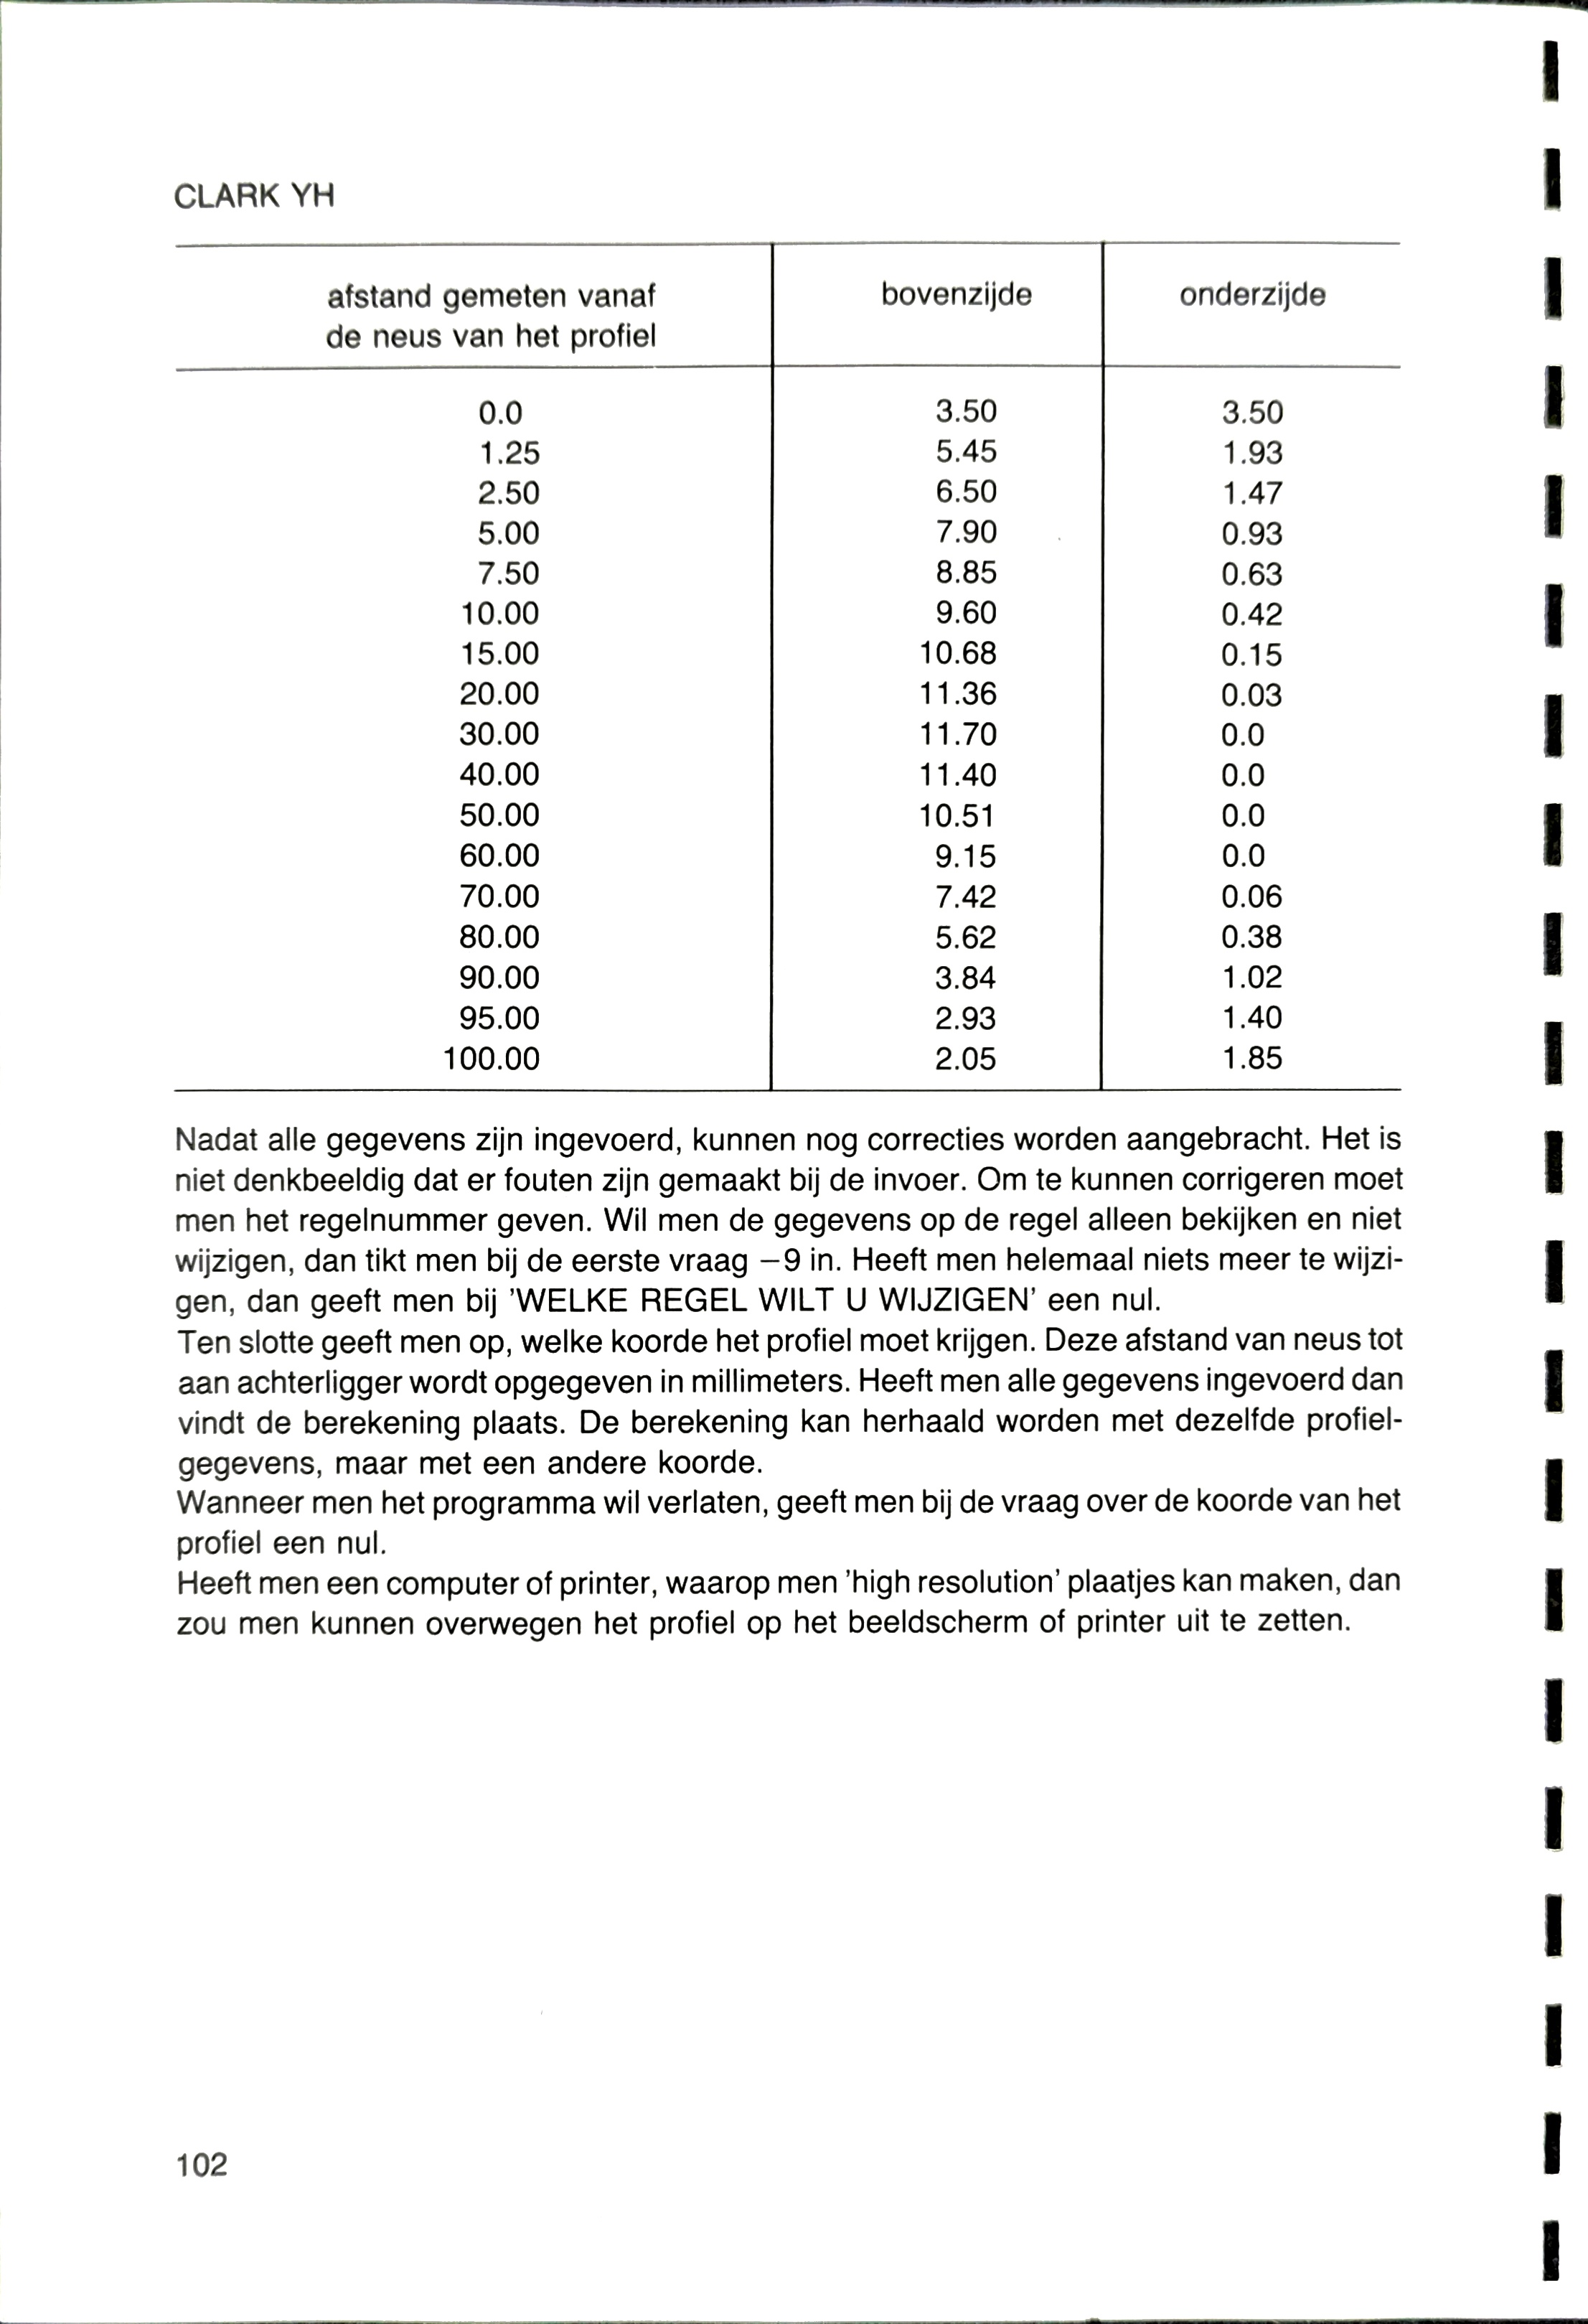 CLARK YH
afstand gemeten vanaf bovenzijde onderzijde
de neus van het profiel
0.0 3.50 3.50
1.25 5.45 1.93
2.50 6.50 1.47
5.00 7.90 0.93
7.50 8.85 0.63
10.00 9.60 0.42
15.00 10.68 0.15
20.00 11.36 0.03
30.00 11.70 0.0
40.00 11.40 0.0
50.00 10.51 0.0
60.00 9.15 0.0
70.00 7.42 0.06
80.00 5.62 0.38
90.00 3.84 1.02
95.00 2.93 1.40
100.00 2.05 1.85
Nadat alle gegevens zijn ingevoerd, kunnen nog correcties worden aangebracht. Het is
niet denkbeeldig dat er fouten zijn gemaakt bij de invoer. Om te kunnen corrigeren moet
men het regelnummer geven. Wil men de gegevens op de regel alleen bekijken en niet
wijzigen, dan tikt men bij de eerste vraag −9 in. Heeft men helemaal niets meer te wijzi-
gen, dan geeft men bij 'WELKE REGEL WILT U WIJZIGEN' een nul.
Ten slotte geeft men op, welke koorde het profiel moet krijgen. Deze afstand van neus tot
aan achterligger wordt opgegeven in millimeters. Heeft men alle gegevens ingevoerd dan
vindt de berekening plaats. De berekening kan herhaald worden met dezelfde profiel-
gegevens, maar met een andere koorde.
Wanneer men het programma wil verlaten, geeft men bij de vraag over de koorde van het
profiel een nul.
Heeft men een computer of printer, waarop men 'high resolution' plaatjes kan maken, dan
zou men kunnen overwegen het profiel op het beeldscherm of printer uit te zetten.
102